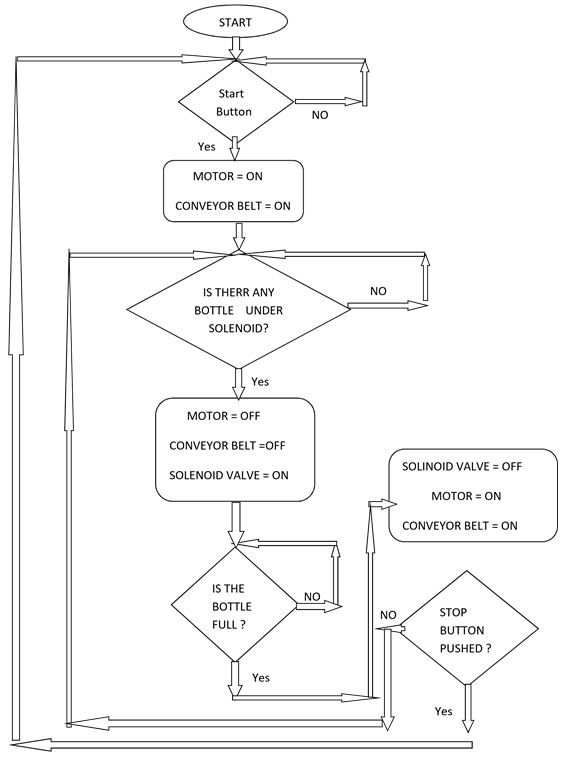 START
Start
Button
NO
Yes
MOTOR = ON
CONVEYOR BELT = ON
IS THERR ANY
BOTTLE UNDER
SOLENOID?
NO
Yes
MOTOR = OFF
CONVEYOR BELT =OFF
SOLENOID VALVE = ON
SOLINOID VALVE = OFF
MOTOR = ON
CONVEYOR BELT = ON
IS THE
BOTTLE
FULL ?
NO
Yes
STOP
BUTTON
PUSHED ?
NO
Yes